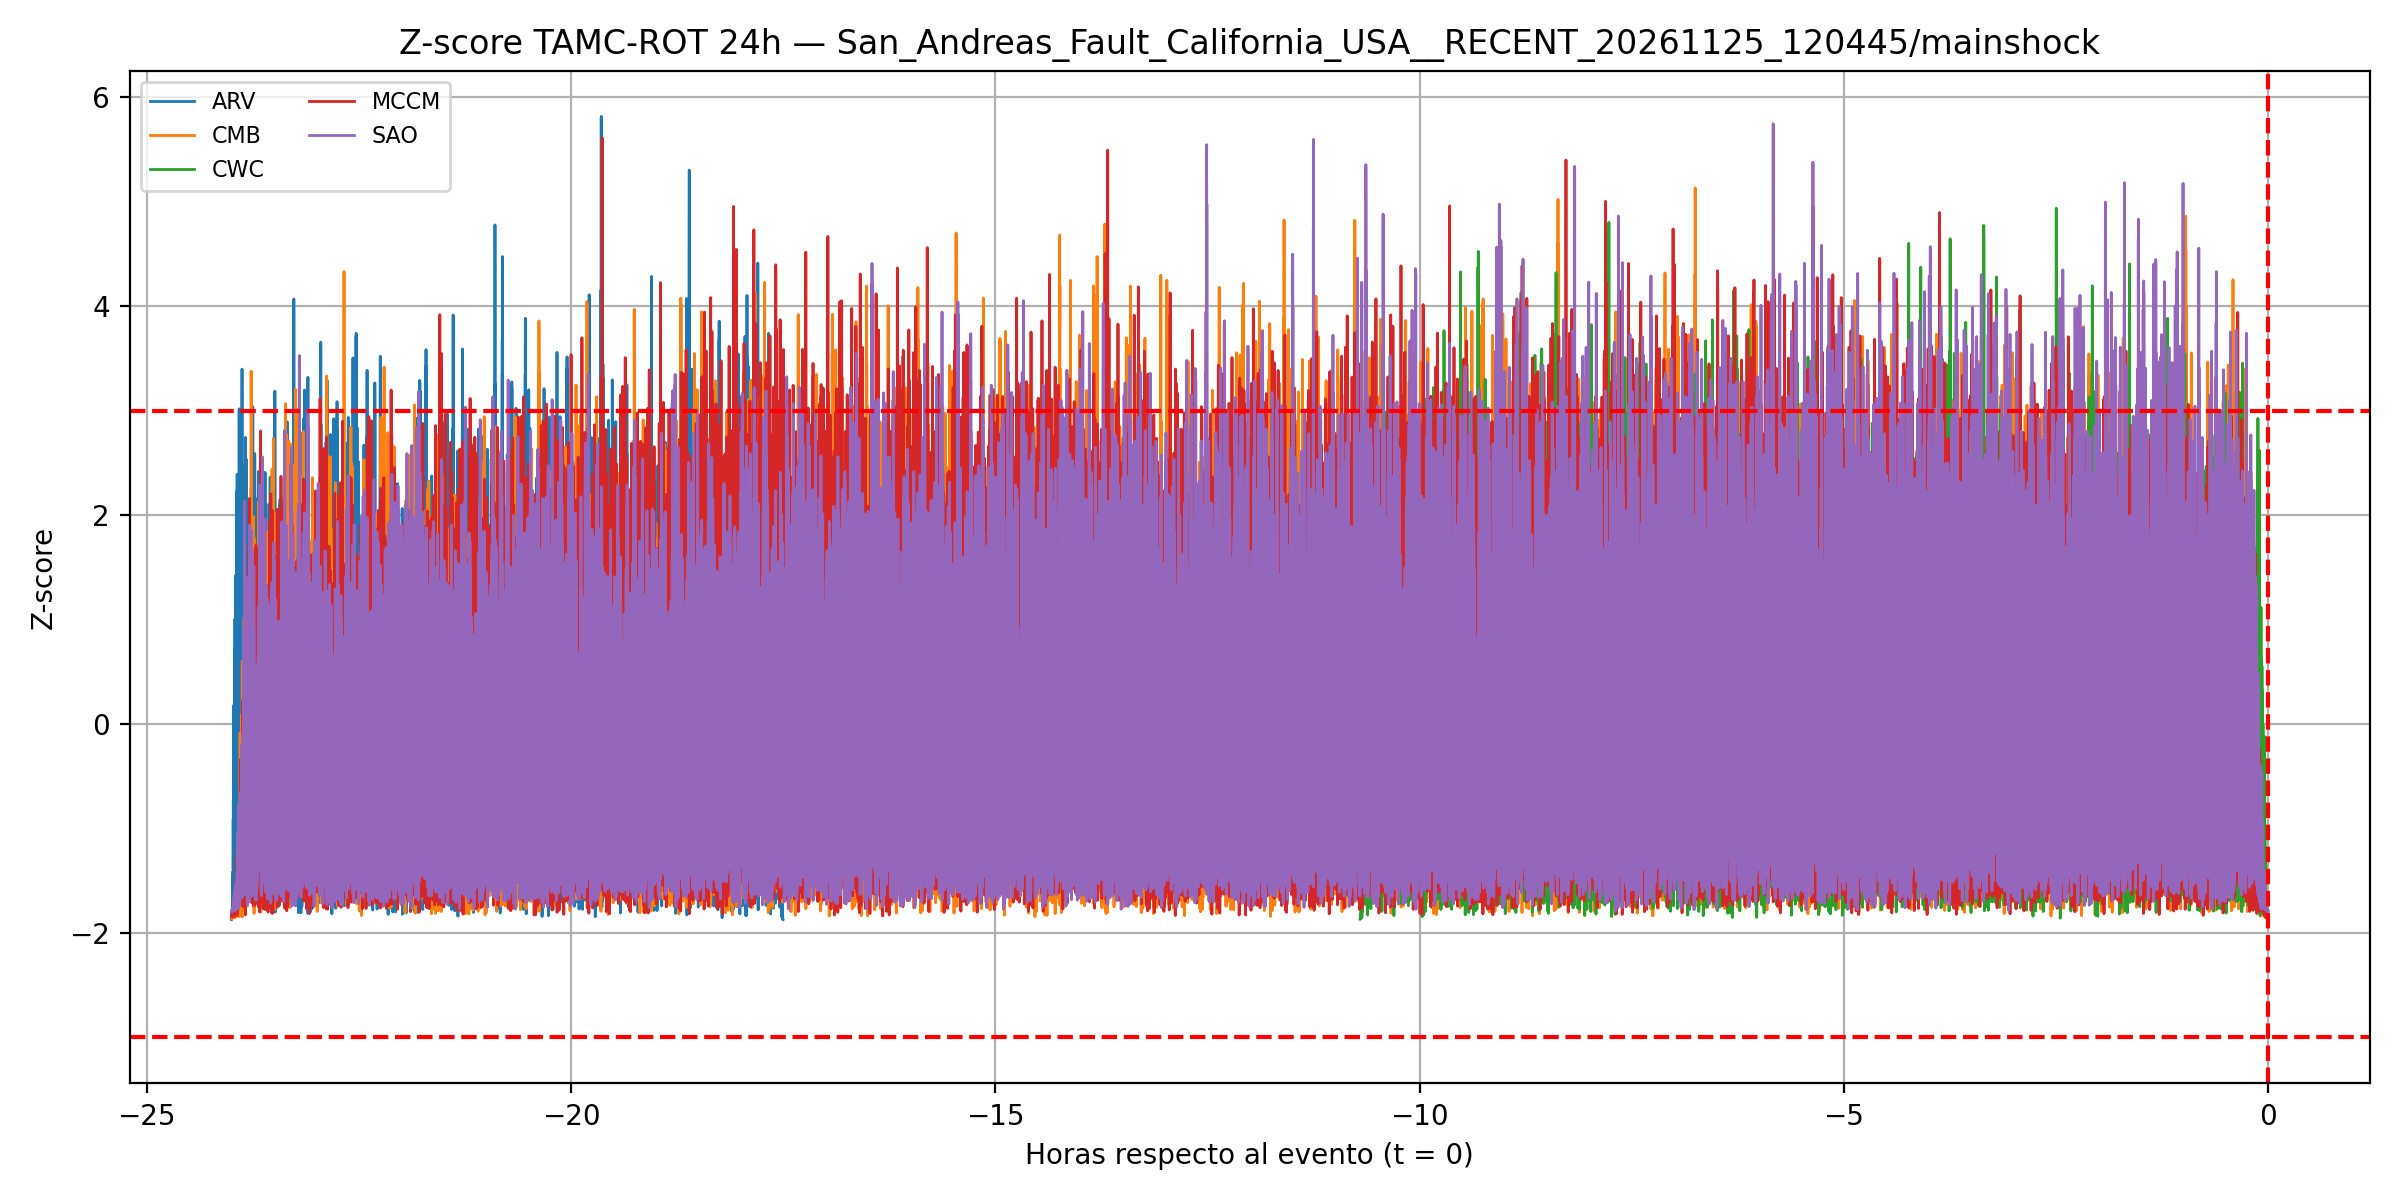 Z-score TAMC-ROT 24h — San_Andreas_Fault_California_USA__RECENT_20261125_120445/mainshock
ARV
CMB
CWC
MCCM
SAO
Z-score
6
4
2
0
−2
−25
−20
−15
−10
−5
0
Horas respecto al evento (t = 0)